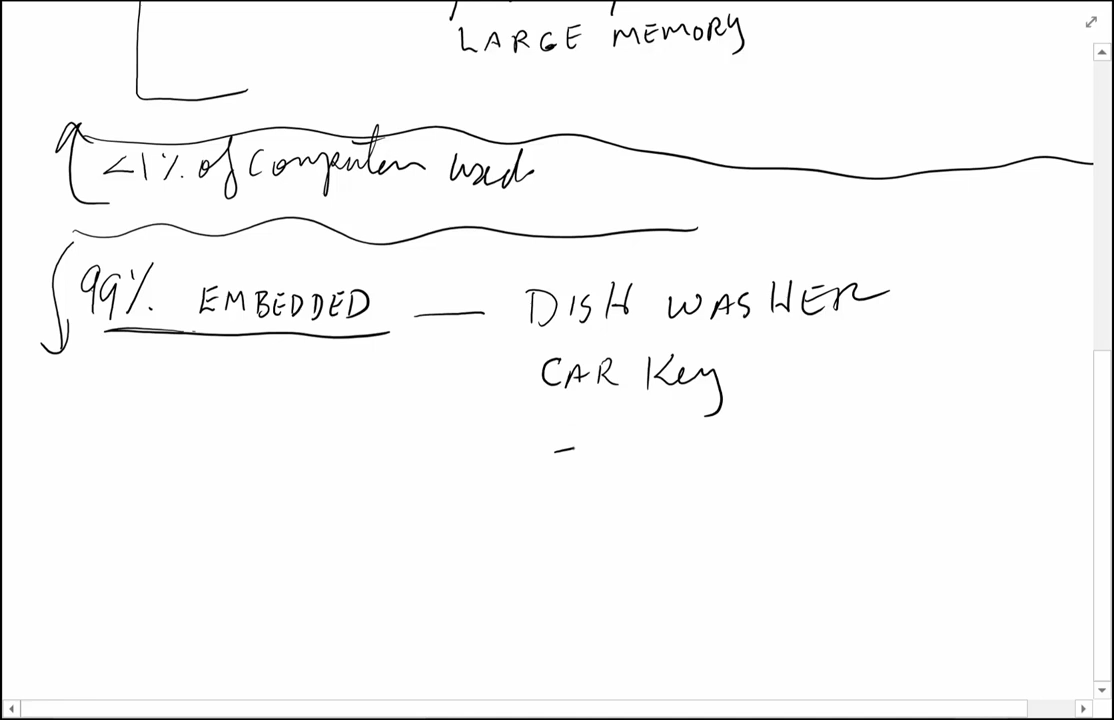 LARGE MEMORY
<1% of computers used
99% EMBEDDED — DISH WASHER
CAR Key